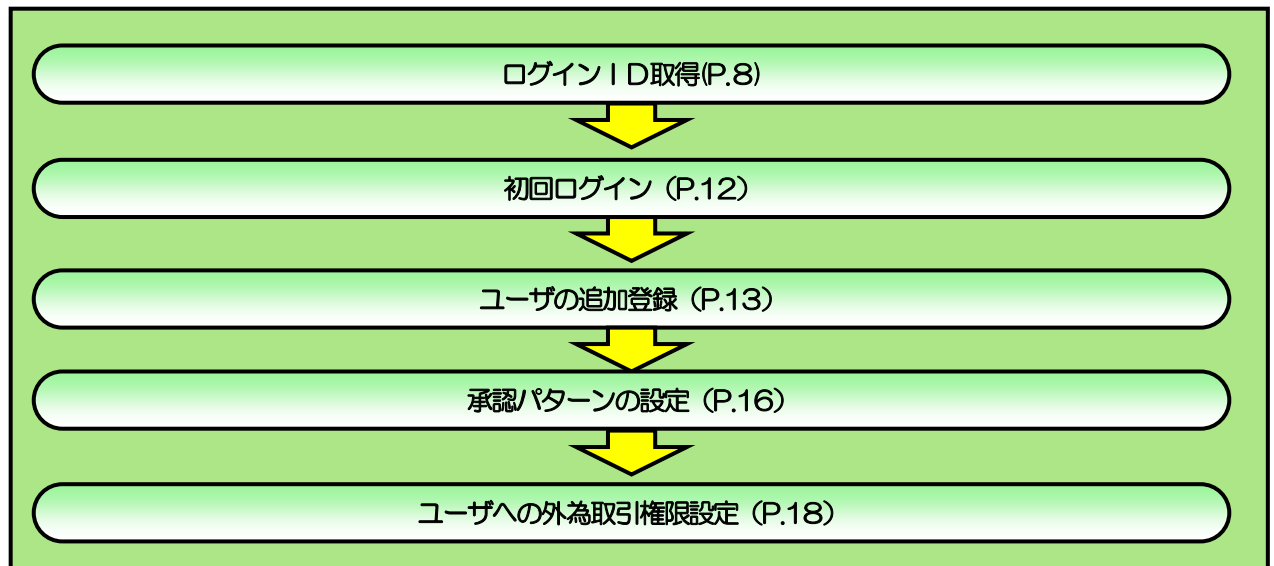 ログインＩＤ取得(P.8)
初回ログイン（P.12）
ユーザの追加登録（P.13）
承認パターンの設定（P.16）
ユーザへの外為取引権限設定（P.18）